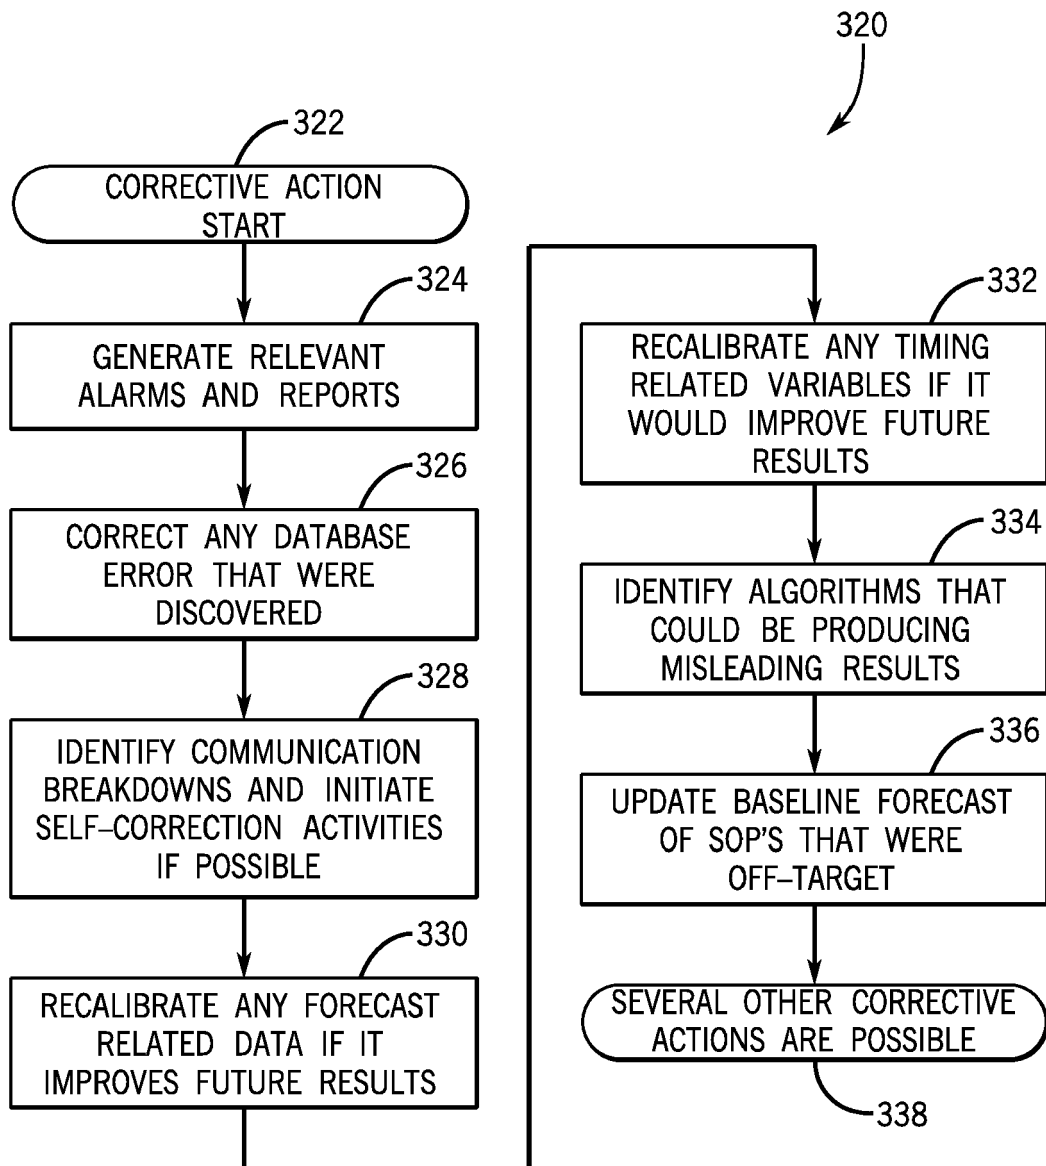 320
322
CORRECTIVE ACTION
START
324
GENERATE RELEVANT
ALARMS AND REPORTS
326
CORRECT ANY DATABASE
ERROR THAT WERE
DISCOVERED
328
IDENTIFY COMMUNICATION
BREAKDOWNS AND INITIATE
SELF–CORRECTION ACTIVITIES
IF POSSIBLE
330
RECALIBRATE ANY FORECAST
RELATED DATA IF IT
IMPROVES FUTURE RESULTS
332
RECALIBRATE ANY TIMING
RELATED VARIABLES IF IT
WOULD IMPROVE FUTURE
RESULTS
334
IDENTIFY ALGORITHMS THAT
COULD BE PRODUCING
MISLEADING RESULTS
336
UPDATE BASELINE FORECAST
OF SOP'S THAT WERE
OFF–TARGET
SEVERAL OTHER CORRECTIVE
ACTIONS ARE POSSIBLE
338